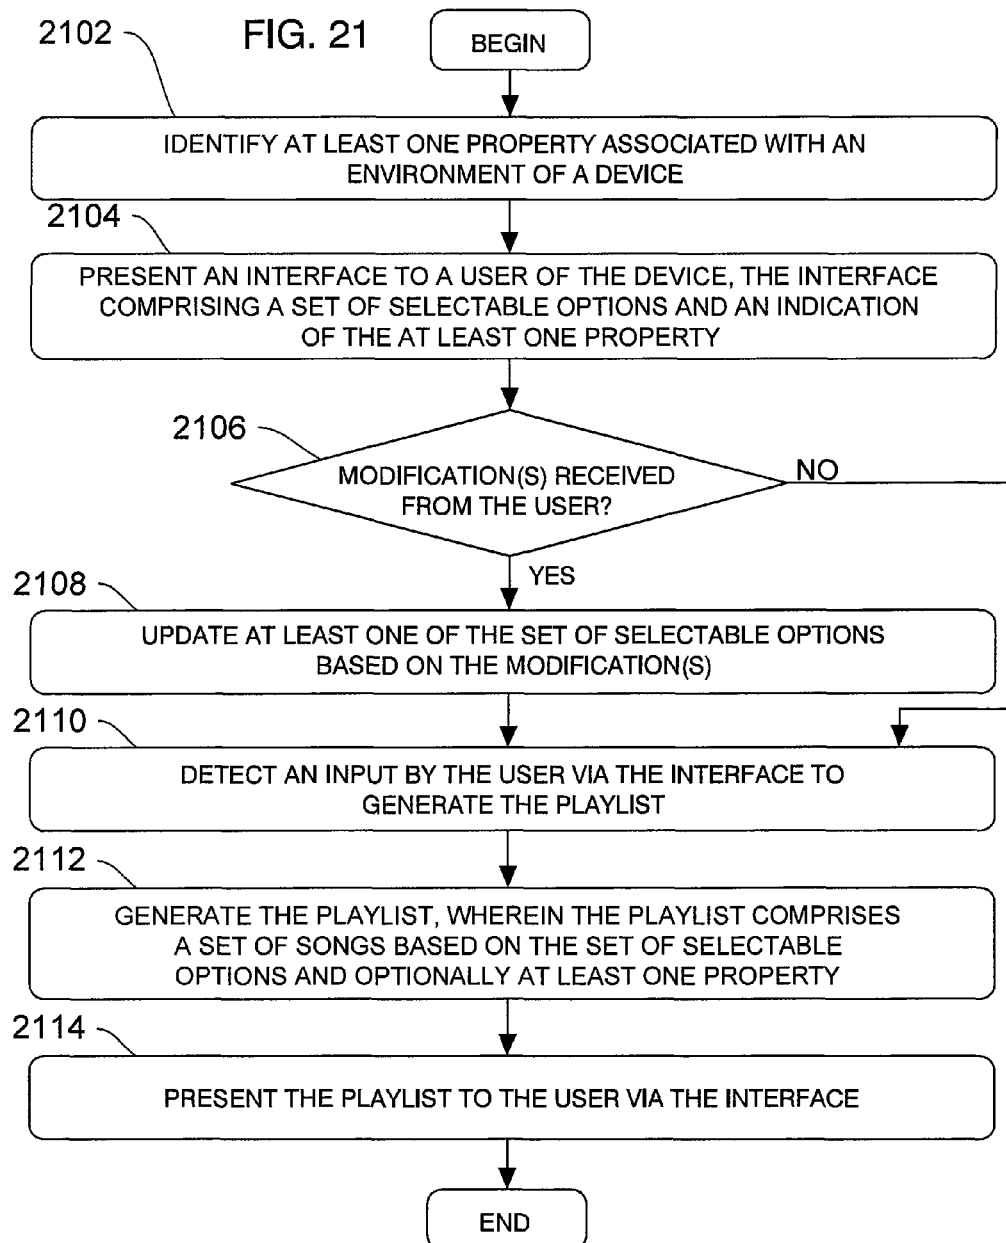 2102
FIG. 21
BEGIN
IDENTIFY AT LEAST ONE PROPERTY ASSOCIATED WITH AN
ENVIRONMENT OF A DEVICE
2104
PRESENT AN INTERFACE TO A USER OF THE DEVICE, THE INTERFACE
COMPRISING A SET OF SELECTABLE OPTIONS AND AN INDICATION
OF THE AT LEAST ONE PROPERTY
2106
MODIFICATION(S) RECEIVED
FROM THE USER?
NO
YES
2108
UPDATE AT LEAST ONE OF THE SET OF SELECTABLE OPTIONS
BASED ON THE MODIFICATION(S)
2110
DETECT AN INPUT BY THE USER VIA THE INTERFACE TO
GENERATE THE PLAYLIST
2112
GENERATE THE PLAYLIST, WHEREIN THE PLAYLIST COMPRISES
A SET OF SONGS BASED ON THE SET OF SELECTABLE
OPTIONS AND OPTIONALLY AT LEAST ONE PROPERTY
2114
PRESENT THE PLAYLIST TO THE USER VIA THE INTERFACE
END